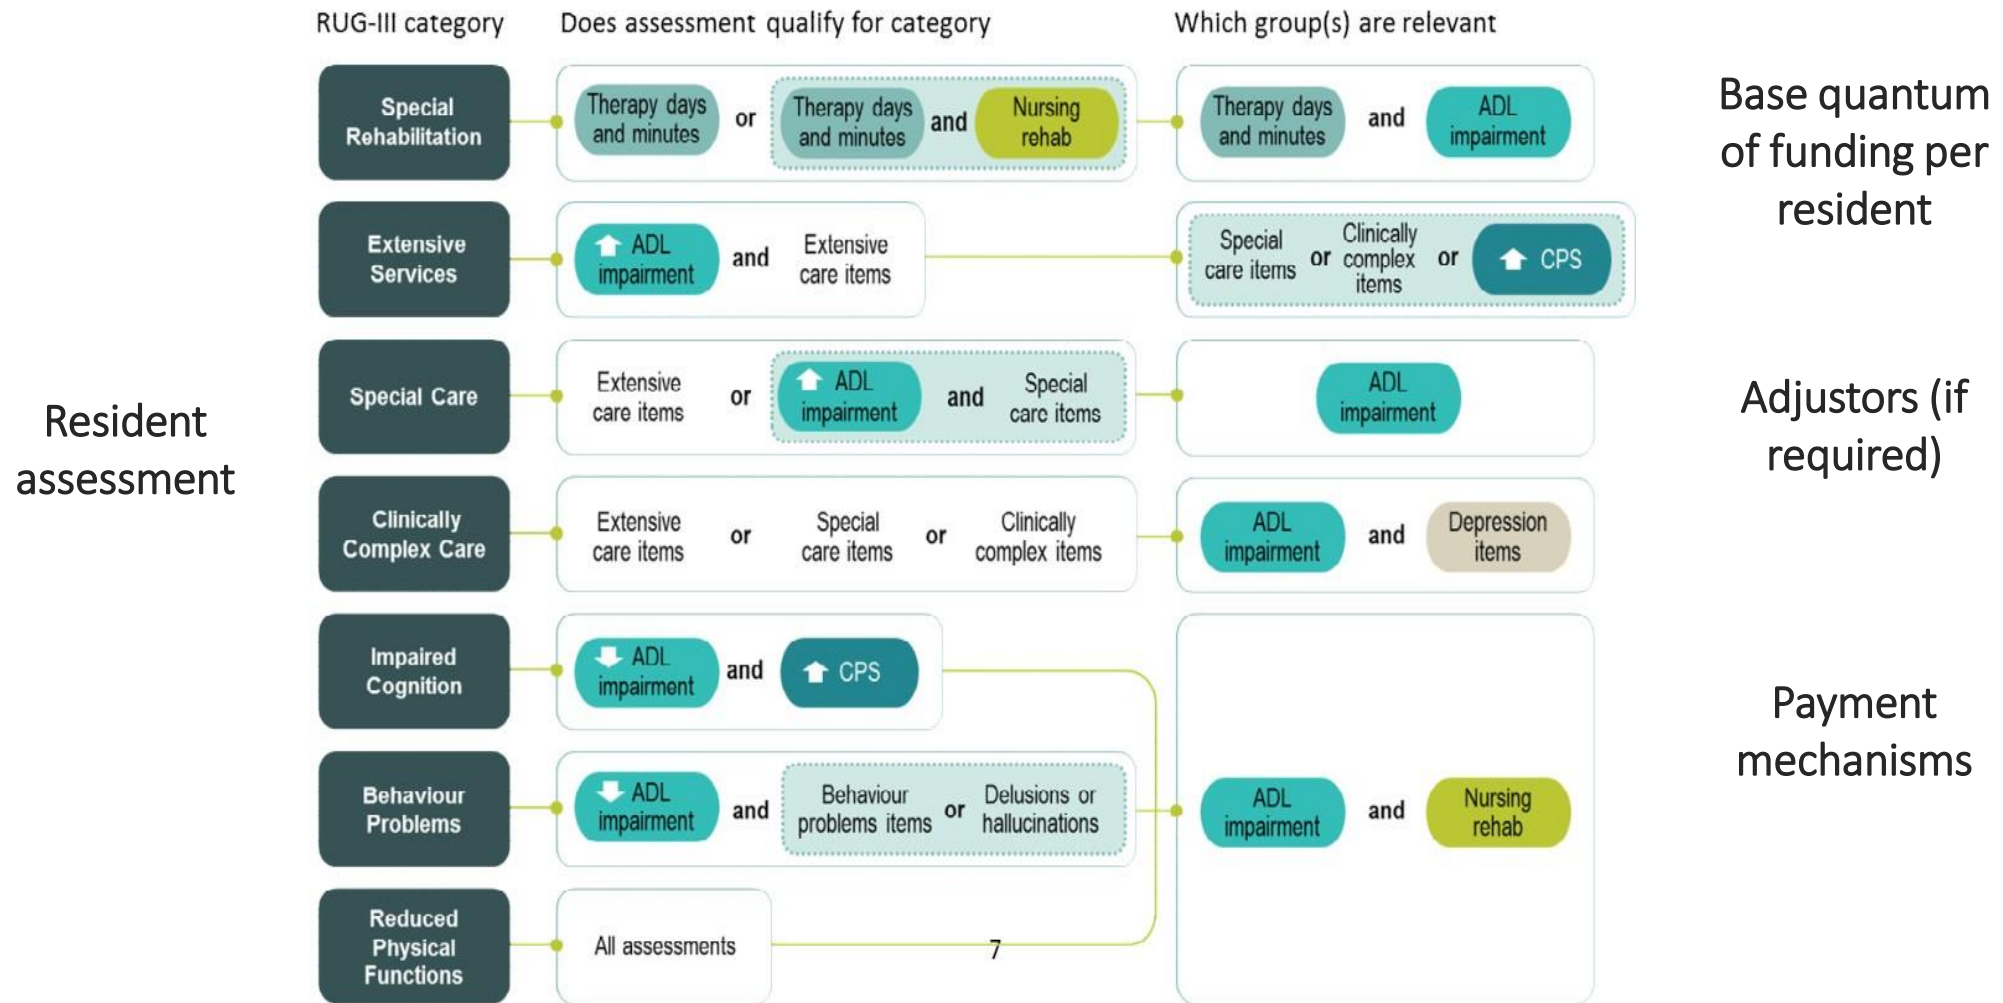 RUG-III category
Does assessment qualify for category
Which group(s) are relevant
Special
Rehabilitation
Therapy days
and minutes
or
Therapy days
and minutes
and
Nursing
rehab
Therapy days
and minutes
and
ADL
impairment
Base quantum
of funding per
resident
Extensive
Services
ADL
impairment
and
Extensive
care items
Special
care items
or
Clinically
complex
items
or
CPS
Resident
assessment
Special Care
Extensive
care items
or
ADL
impairment
and
Special
care items
ADL
impairment
Adjustors (if
required)
Clinically
Complex Care
Extensive
care items
or
Special
care items
or
Clinically
complex items
ADL
impairment
and
Depression
items
Impaired
Cognition
ADL
impairment
and
CPS
Payment
mechanisms
Behaviour
Problems
ADL
impairment
and
Behaviour
problems items
or
Delusions or
hallucinations
ADL
impairment
and
Nursing
rehab
Reduced
Physical
Functions
All assessments
7